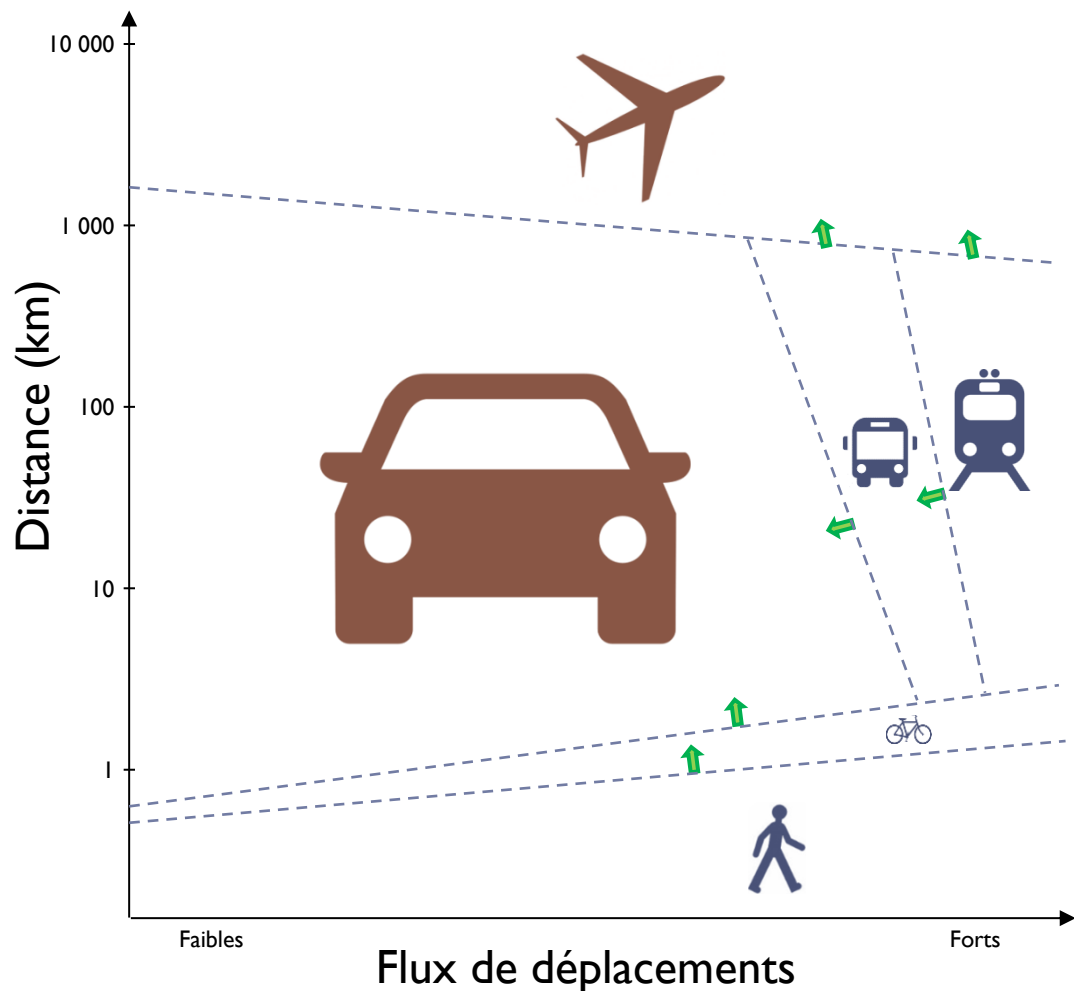 10 000
1 000
100
10
1
Distance (km)
Faibles
Forts
Flux de déplacements